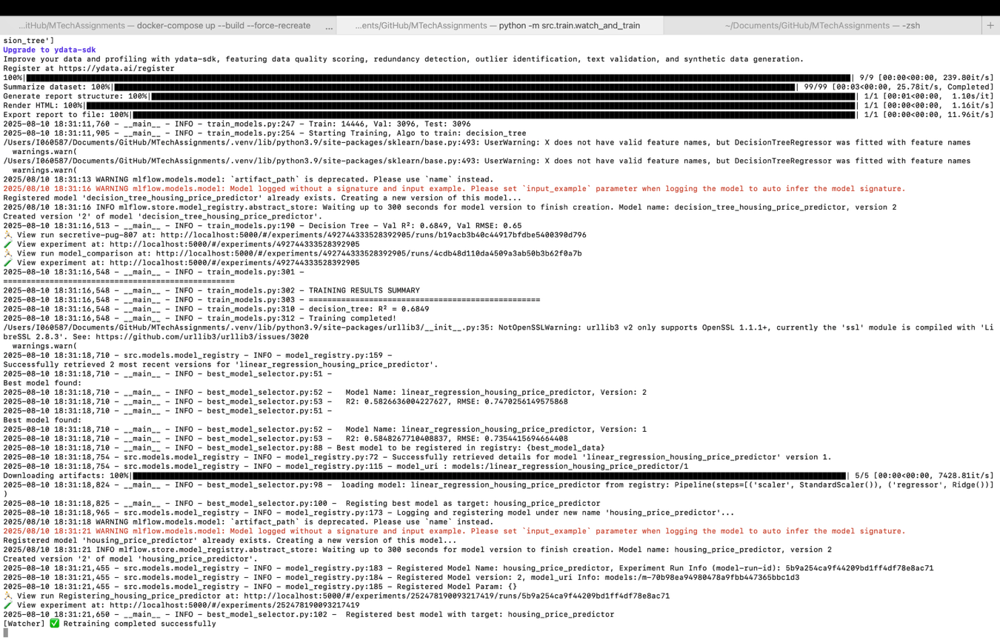 ...itHub/MTechAssignments — docker-compose up --build --force-recreate ...
...ents/GitHub/MTechAssignments — python -m src.train.watch_and_train
~/Documents/GitHub/MTechAssignments — -zsh
+
sion_tree']
Upgrade to ydata-sdk
Improve your data and profiling with ydata-sdk, featuring data quality scoring, redundancy detection, outlier identification, text validation, and synthetic data generation.
Register at https://ydata.ai/register
100%| | 9/9 [00:00<00:00, 239.80it/s]
Summarize dataset: 100%| | 99/99 [00:03<00:00, 25.78it/s, Completed]
Generate report structure: 100%| | 1/1 [00:01<00:00,  1.10s/it]
Render HTML: 100%| | 1/1 [00:00<00:00,  1.16it/s]
Export report to file: 100%| | 1/1 [00:00<00:00, 11.96it/s]
2025-08-10 18:31:11,760 - __main__ - INFO - train_models.py:247 - Train: 14446, Val: 3096, Test: 3096
2025-08-10 18:31:11,905 - __main__ - INFO - train_models.py:254 - Starting Training, Algo to train: decision_tree
/Users/I060587/Documents/GitHub/MTechAssignments/.venv/lib/python3.9/site-packages/sklearn/base.py:493: UserWarning: X does not have valid feature names, but DecisionTreeRegressor was fitted with feature names
  warnings.warn(
/Users/I060587/Documents/GitHub/MTechAssignments/.venv/lib/python3.9/site-packages/sklearn/base.py:493: UserWarning: X does not have valid feature names, but DecisionTreeRegressor was fitted with feature names
  warnings.warn(
2025/08/10 18:31:13 WARNING mlflow.models.model: `artifact_path` is deprecated. Please use `name` instead.
2025/08/10 18:31:16 WARNING mlflow.models.model: Model logged without a signature and input example. Please set `input_example` parameter when logging the model to auto infer the model signature.
Registered model 'decision_tree_housing_price_predictor' already exists. Creating a new version of this model...
2025/08/10 18:31:16 INFO mlflow.store.model_registry.abstract_store: Waiting up to 300 seconds for model version to finish creation. Model name: decision_tree_housing_price_predictor, version 2
Created version '2' of model 'decision_tree_housing_price_predictor'.
2025-08-10 18:31:16,513 - __main__ - INFO - train_models.py:190 - Decision Tree - Val R²: 0.6849, Val RMSE: 0.65
🏃 View run secretive-pug-807 at: http://localhost:5000/#/experiments/492744333528392905/runs/b19acb3b40c44917bfdbe5400390d796
🧪 View experiment at: http://localhost:5000/#/experiments/492744333528392905
🏃 View run model_comparison at: http://localhost:5000/#/experiments/492744333528392905/runs/4cdb48d110da4509a3ab50b3b62f0a7b
🧪 View experiment at: http://localhost:5000/#/experiments/492744333528392905
2025-08-10 18:31:16,548 - __main__ - INFO - train_models.py:301 -
==================================================
2025-08-10 18:31:16,548 - __main__ - INFO - train_models.py:302 - TRAINING RESULTS SUMMARY
2025-08-10 18:31:16,548 - __main__ - INFO - train_models.py:303 - ==================================================
2025-08-10 18:31:16,548 - __main__ - INFO - train_models.py:310 - decision_tree: R² = 0.6849
2025-08-10 18:31:16,548 - __main__ - INFO - train_models.py:312 - Training completed!
/Users/I060587/Documents/GitHub/MTechAssignments/.venv/lib/python3.9/site-packages/urllib3/__init__.py:35: NotOpenSSLWarning: urllib3 v2 only supports OpenSSL 1.1.1+, currently the 'ssl' module is compiled with 'Li
breSSL 2.8.3'. See: https://github.com/urllib3/urllib3/issues/3020
  warnings.warn(
2025-08-10 18:31:18,710 - src.models.model_registry - INFO - model_registry.py:159 -
Successfully retrieved 2 most recent versions for 'linear_regression_housing_price_predictor'.
2025-08-10 18:31:18,710 - __main__ - INFO - best_model_selector.py:51 -
Best model found:
2025-08-10 18:31:18,710 - __main__ - INFO - best_model_selector.py:52 -   Model Name: linear_regression_housing_price_predictor, Version: 2
2025-08-10 18:31:18,710 - __main__ - INFO - best_model_selector.py:53 -   R2: 0.5826636004227627, RMSE: 0.7470256149575868
2025-08-10 18:31:18,710 - __main__ - INFO - best_model_selector.py:51 -
Best model found:
2025-08-10 18:31:18,710 - __main__ - INFO - best_model_selector.py:52 -   Model Name: linear_regression_housing_price_predictor, Version: 1
2025-08-10 18:31:18,710 - __main__ - INFO - best_model_selector.py:53 -   R2: 0.5848267710408837, RMSE: 0.7354415694664408
2025-08-10 18:31:18,710 - __main__ - INFO - best_model_selector.py:88 - Best model to be registered in registry: {best_model_data}
2025-08-10 18:31:18,754 - src.models.model_registry - INFO - model_registry.py:72 - Successfully retrieved details for model 'linear_regression_housing_price_predictor' version 1.
2025-08-10 18:31:18,754 - src.models.model_registry - INFO - model_registry.py:115 - model_uri : models:/linear_regression_housing_price_predictor/1
Downloading artifacts: 100%| | 5/5 [00:00<00:00, 7428.81it/s]
2025-08-10 18:31:18,824 - __main__ - INFO - best_model_selector.py:98 -  loading model: linear_regression_housing_price_predictor from registry: Pipeline(steps=[('scaler', StandardScaler()), ('regressor', Ridge())]
)
2025-08-10 18:31:18,825 - __main__ - INFO - best_model_selector.py:100 -  Registing best model as target: housing_price_predictor
2025-08-10 18:31:18,965 - src.models.model_registry - INFO - model_registry.py:173 - Logging and registering model under new name 'housing_price_predictor'...
2025/08/10 18:31:18 WARNING mlflow.models.model: `artifact_path` is deprecated. Please use `name` instead.
2025/08/10 18:31:21 WARNING mlflow.models.model: Model logged without a signature and input example. Please set `input_example` parameter when logging the model to auto infer the model signature.
Registered model 'housing_price_predictor' already exists. Creating a new version of this model...
2025/08/10 18:31:21 INFO mlflow.store.model_registry.abstract_store: Waiting up to 300 seconds for model version to finish creation. Model name: housing_price_predictor, version 2
Created version '2' of model 'housing_price_predictor'.
2025-08-10 18:31:21,455 - src.models.model_registry - INFO - model_registry.py:183 - Registered Model Name: housing_price_predictor, Experiment Run Info (model-run-id): 5b9a254ca9f44209bd1ff4df78e8ac71
2025-08-10 18:31:21,455 - src.models.model_registry - INFO - model_registry.py:184 - Registered Model version: 2, model_uri Info: models:/m-70b98ea94980478a9fbb447365bbc1d3
2025-08-10 18:31:21,455 - src.models.model_registry - INFO - model_registry.py:185 - Registered Model Param: {}
🏃 View run Registering_housing_price_predictor at: http://localhost:5000/#/experiments/252478190093217419/runs/5b9a254ca9f44209bd1ff4df78e8ac71
🧪 View experiment at: http://localhost:5000/#/experiments/252478190093217419
2025-08-10 18:31:21,650 - __main__ - INFO - best_model_selector.py:102 -  Registered best model with target: housing_price_predictor
[Watcher] ✅ Retraining completed successfully